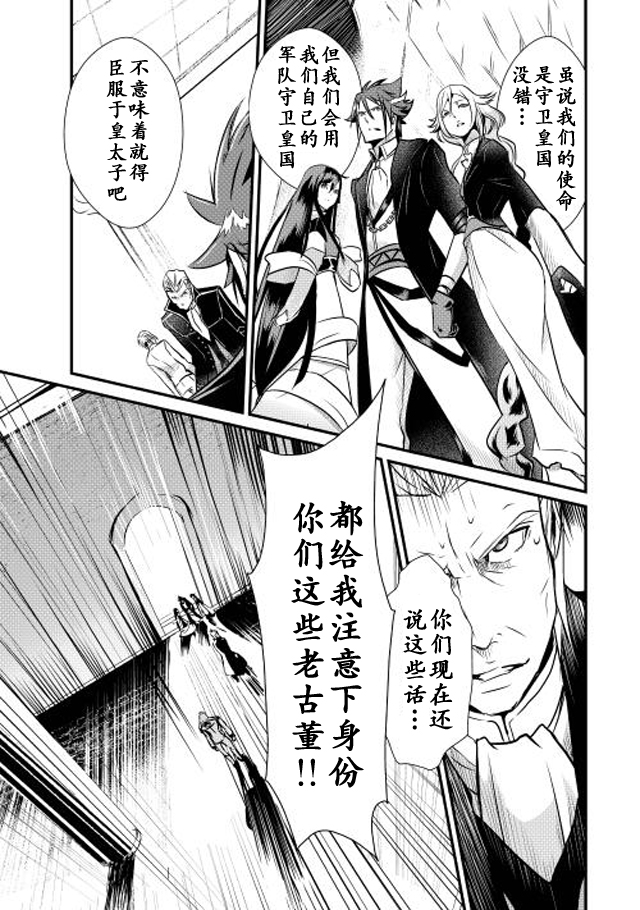 虽说我们的使命
是守卫皇国
没错…
但我们会用
我们自己的
军队守卫皇国
不意味着就得
臣服于皇太子吧
你们现在还
说这些话…
都给我注意下身份
你们这些老古董!!